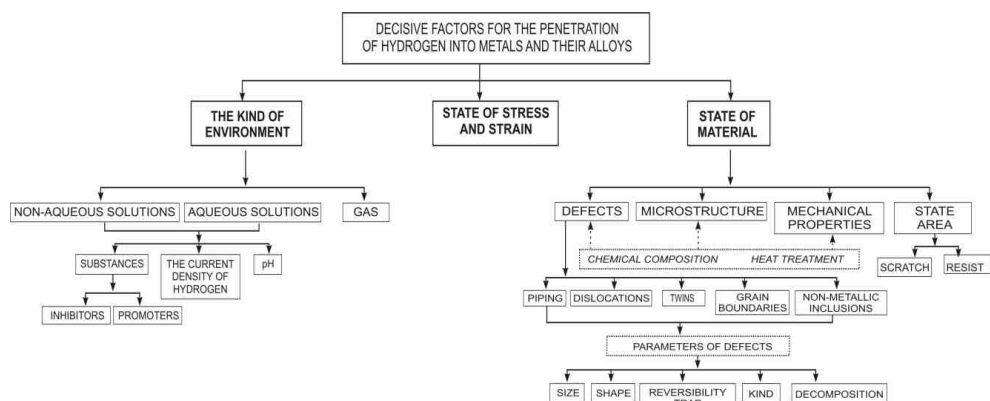 DECISIVE FACTORS FOR THE PENETRATION
OF HYDROGEN INTO METALS AND THEIR ALLOYS
THE KIND OF
ENVIRONMENT
STATE OF STRESS
AND STRAIN
STATE OF
MATERIAL
NON-AQUEOUS SOLUTIONS
AQUEOUS SOLUTIONS
GAS
DEFECTS
MICROSTRUCTURE
MECHANICAL
PROPERTIES
STATE
AREA
SUBSTANCES
THE CURRENT
DENSITY OF
HYDROGEN
pH
CHEMICAL COMPOSITION
HEAT TREATMENT
SCRATCH
RESIST
INHIBITORS
PROMOTERS
PIPING
DISLOCATIONS
TWINS
GRAIN
BOUNDARIES
NON-METALLIC
INCLUSIONS
PARAMETERS OF DEFECTS
SIZE
SHAPE
REVERSIBILITY
KIND
DECOMPOSITION